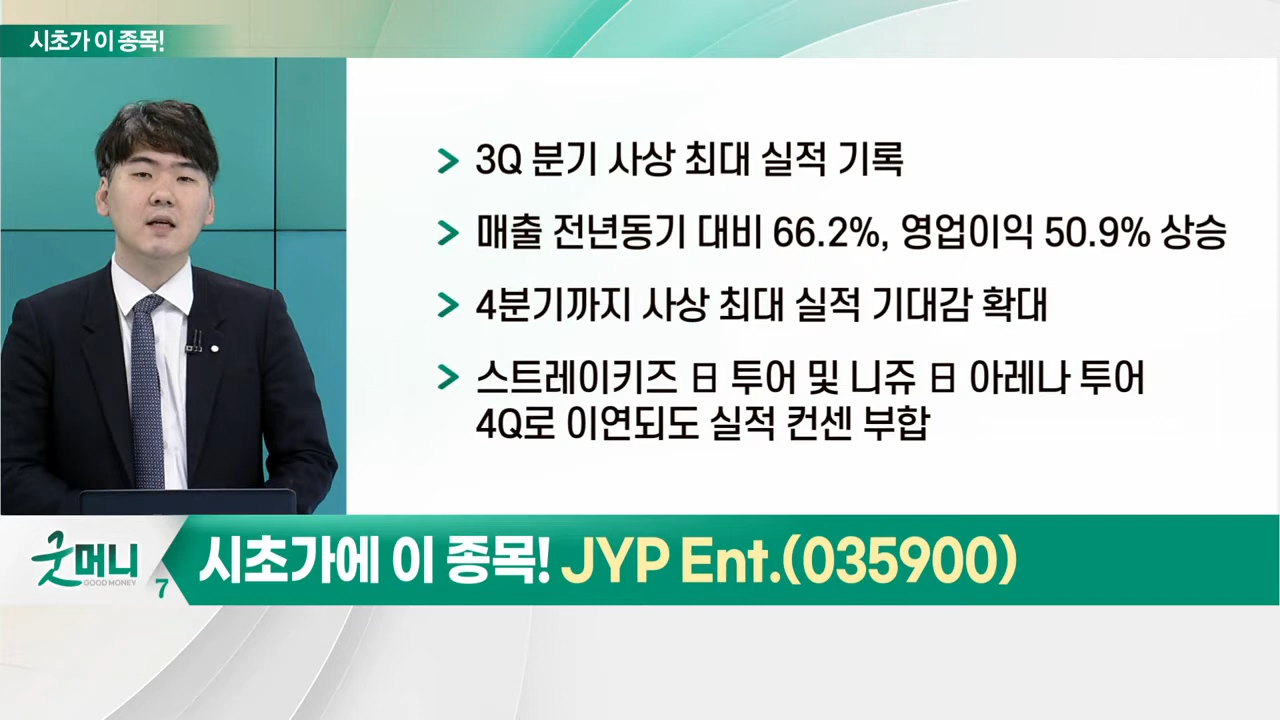 시초가 이 종목!
> 3Q 분기 사상 최대 실적 기록
> 매출 전년동기 대비 66.2%, 영업이익 50.9% 상승
> 4분기까지 사상 최대 실적 기대감 확대
> 스트레이키즈 日 투어 및 니쥬 日 아레나 투어
4Q로 이연되도 실적 컨센 부합
굿머니
GOOD MONEY
7
시초가에 이 종목! JYP Ent.(035900)